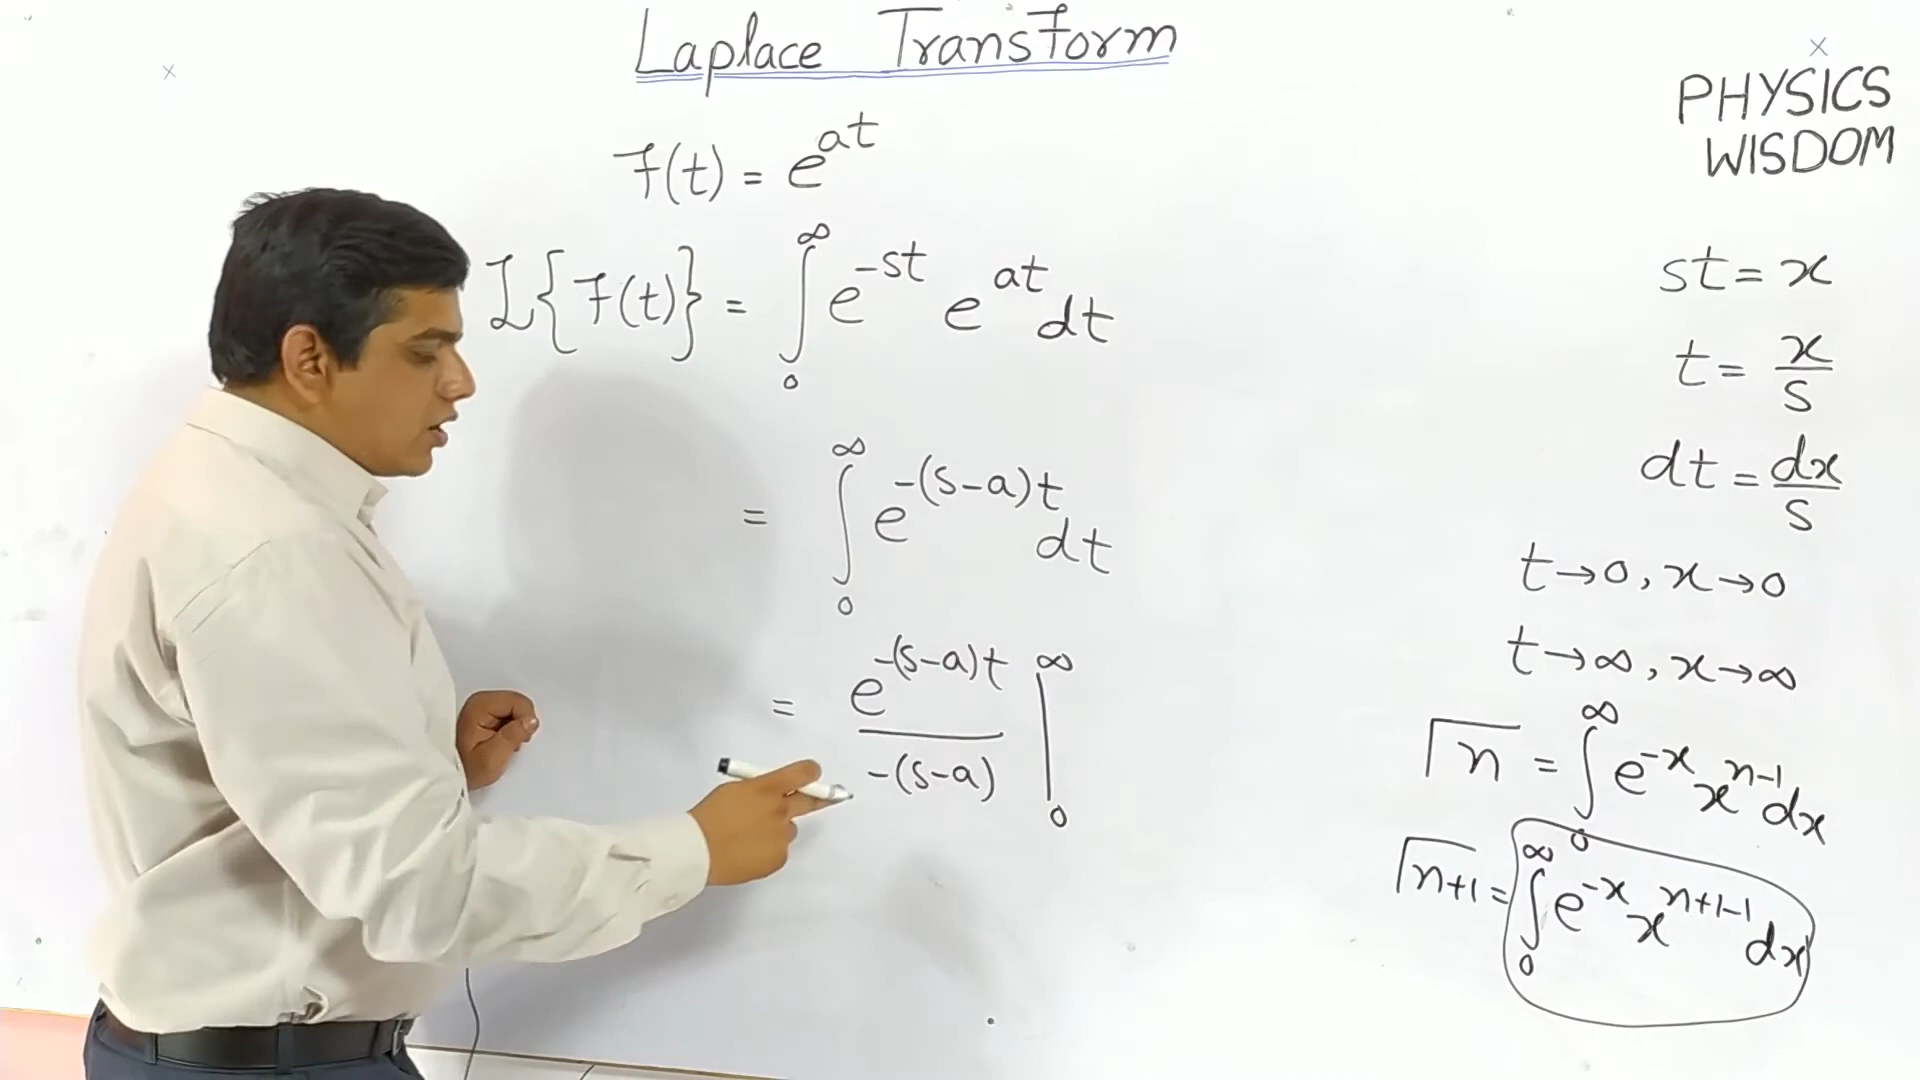 Laplace Transform
F(t) = e^{at}
L{F(t)} = ∫_0^∞ e^{-st} e^{at} dt
= ∫_0^∞ e^{-(s-a)t} dt
= e^{-(s-a)t} / -(s-a) |_0^∞
PHYSICS
WISDOM
st = x
t = x/s
dt = dx/s
t→0, x→0
t→∞, x→∞
Γn = ∫_0^∞ e^{-x} x^{n-1} dx
Γn+1 = ∫_0^∞ e^{-x} x^{n+1-1} dx